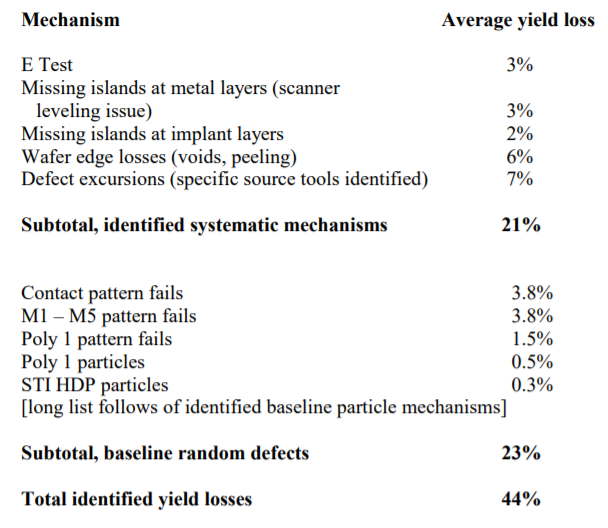 Mechanism Average yield loss
E Test 3%
Missing islands at metal layers (scanner
leveling issue) 3%
Missing islands at implant layers 2%
Wafer edge losses (voids, peeling) 6%
Defect excursions (specific source tools identified) 7%
Subtotal, identified systematic mechanisms 21%
Contact pattern fails 3.8%
M1 – M5 pattern fails 3.8%
Poly 1 pattern fails 1.5%
Poly 1 particles 0.5%
STI HDP particles 0.3%
[long list follows of identified baseline particle mechanisms]
Subtotal, baseline random defects 23%
Total identified yield losses 44%